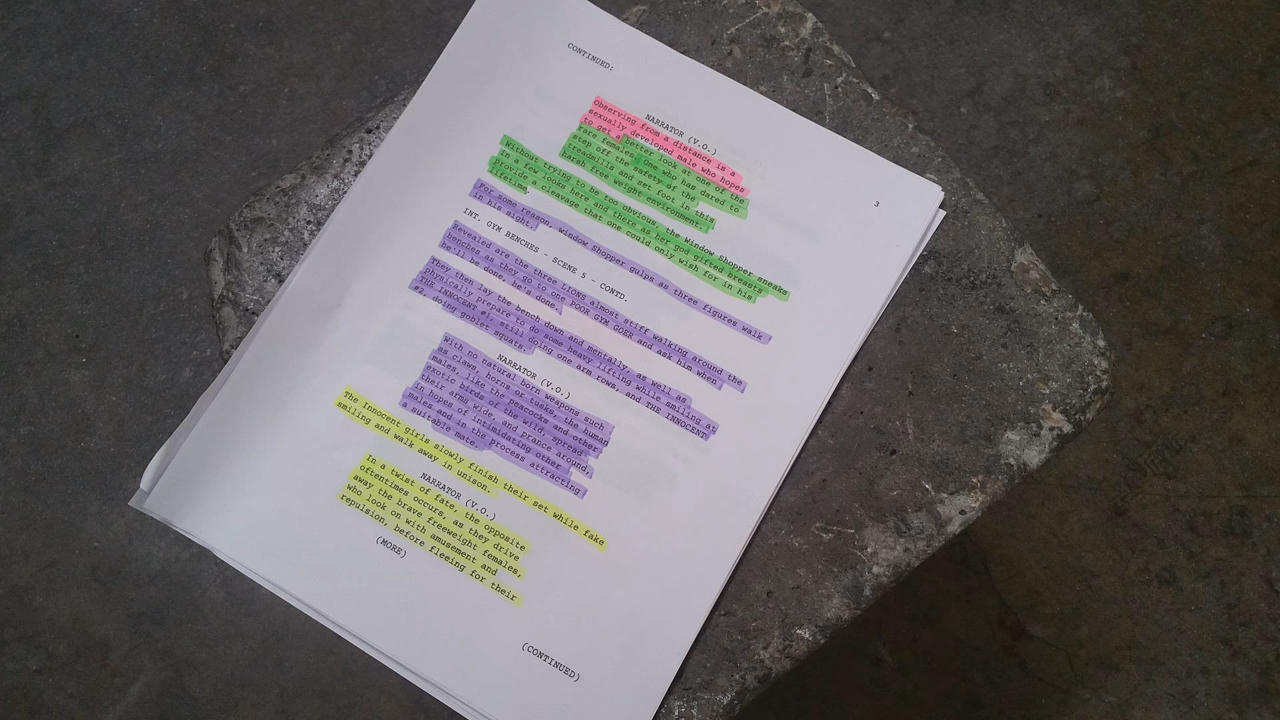 CONTINUED:
3
NARRATOR (V.O.)
Observing from a distance is a
sexually developed male who hopes
to get a better look at one of the
rare females. One who has dared to
step off the safety of the
treadmills and set foot in this
harsh free weight environment.
Without trying to be too obvious, the Window Shopper sneaks
in a few looks here and there as her god gifted breasts
provide a cleavage that one could only wish for in his
lifetime.
For some reason, Window Shopper gulps as three figures walk
in his sight.
INT. GYM BENCHES - SCENE 5 - CONTD.
Revealed are the three LIONS almost stiff walking around the
benches as they go to one POOR GYM GOER and ask him when
he'll be done, he's done.
They then lay the bench down and mentally, as well as
physically prepare to do some heavy lifting while smiling at
THE INNOCENT #1, still doing one arm rows, and THE INNOCENT
#2, doing goblet squats.
NARRATOR (V.O.)
With no natural born weapons such
as claws, horns or tusks, the human
males, like the peacocks and other
exotic birds of the wild, spread
their arms wide, and prance around,
in hopes of intimidating other
males and in the process attracting
a suitable mate.
The Innocent girls slowly finish their set while fake
smiling and walk away in unison.
NARRATOR (V.O.)
In a twist of fate, the opposite
oftentimes occurs, as they drive
away the brave freeweight females,
who look on with amusement and
repulsion, before fleeing for their
(MORE)
(CONTINUED)